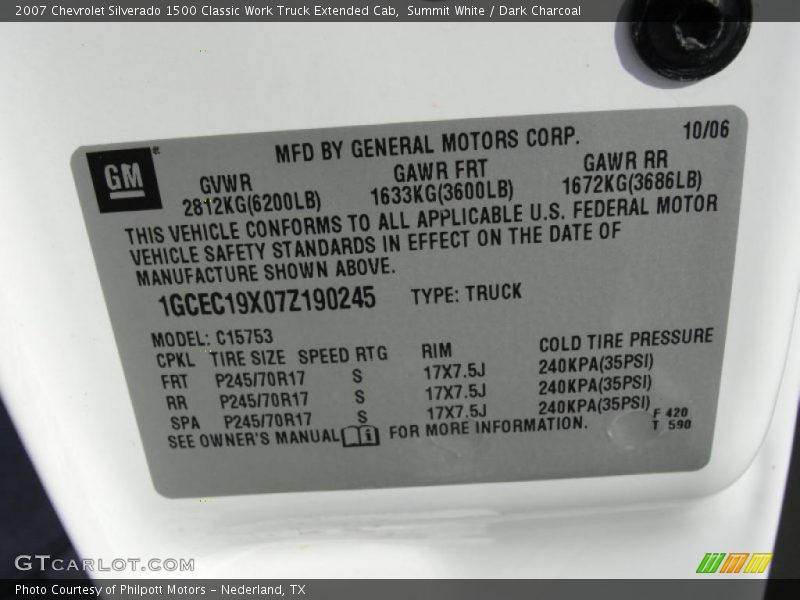 2007 Chevrolet Silverado 1500 Classic Work Truck Extended Cab,  Summit White / Dark Charcoal
GM®
MFD BY GENERAL MOTORS CORP. 10/06
GVWR GAWR FRT GAWR RR
2812KG(6200LB) 1633KG(3600LB) 1672KG(3686LB)
THIS VEHICLE CONFORMS TO ALL APPLICABLE U.S. FEDERAL MOTOR
VEHICLE SAFETY STANDARDS IN EFFECT ON THE DATE OF
MANUFACTURE SHOWN ABOVE.
1GCEC19X07Z190245 TYPE: TRUCK
MODEL: C15753
CPKL TIRE SIZE SPEED RTG RIM COLD TIRE PRESSURE
FRT P245/70R17 S 17X7.5J 240KPA(35PSI)
RR P245/70R17 S 17X7.5J 240KPA(35PSI)
SPA P245/70R17 S 17X7.5J 240KPA(35PSI)
F 420
T 590
SEE OWNER'S MANUAL FOR MORE INFORMATION.
GTCARLOT.COM
Photo Courtesy of Philpott Motors - Nederland, TX